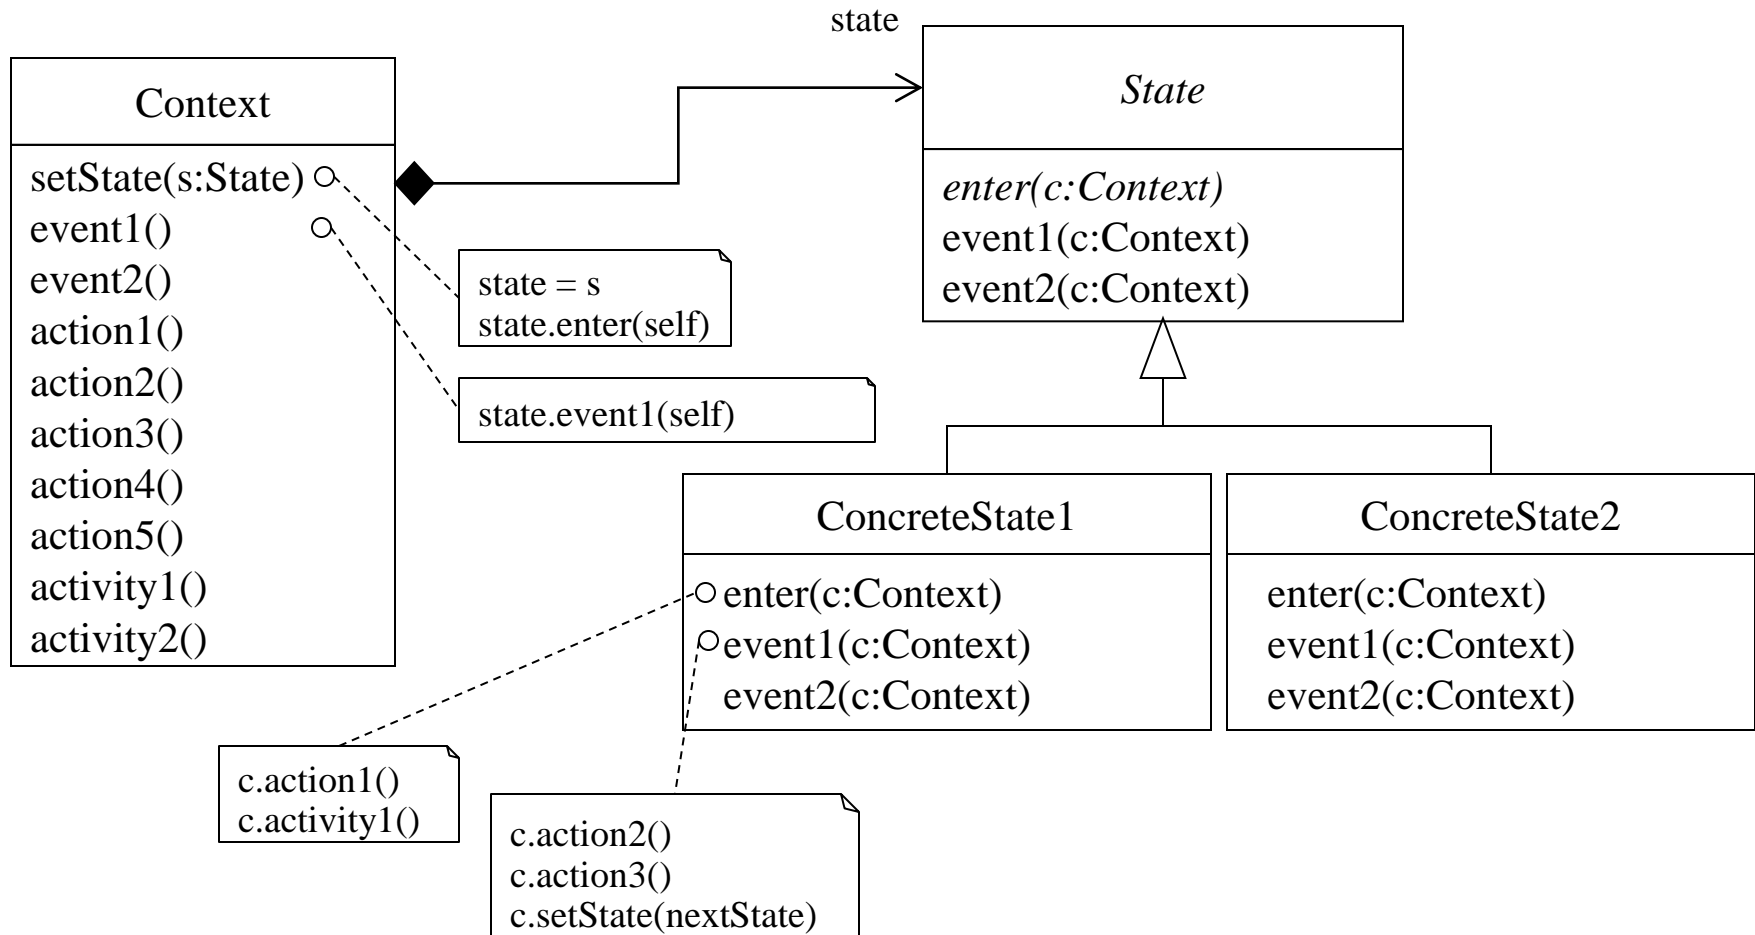 state
Context
setState(s:State)
event1()
event2()
action1()
action2()
action3()
action4()
action5()
activity1()
activity2()
state = s
state.enter(self)
state.event1(self)
State
enter(c:Context)
event1(c:Context)
event2(c:Context)
ConcreteState1
enter(c:Context)
event1(c:Context)
event2(c:Context)
ConcreteState2
enter(c:Context)
event1(c:Context)
event2(c:Context)
c.action1()
c.activity1()
c.action2()
c.action3()
c.setState(nextState)